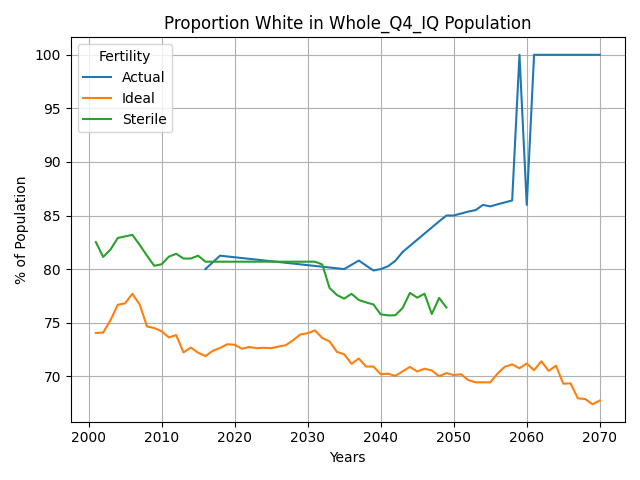 Proportion White in Whole_Q4_IQ Population
% of Population
100
95
90
85
80
75
70
Fertility
Actual
Ideal
Sterile
2000 2010 2020 2030 2040 2050 2060 2070
Years